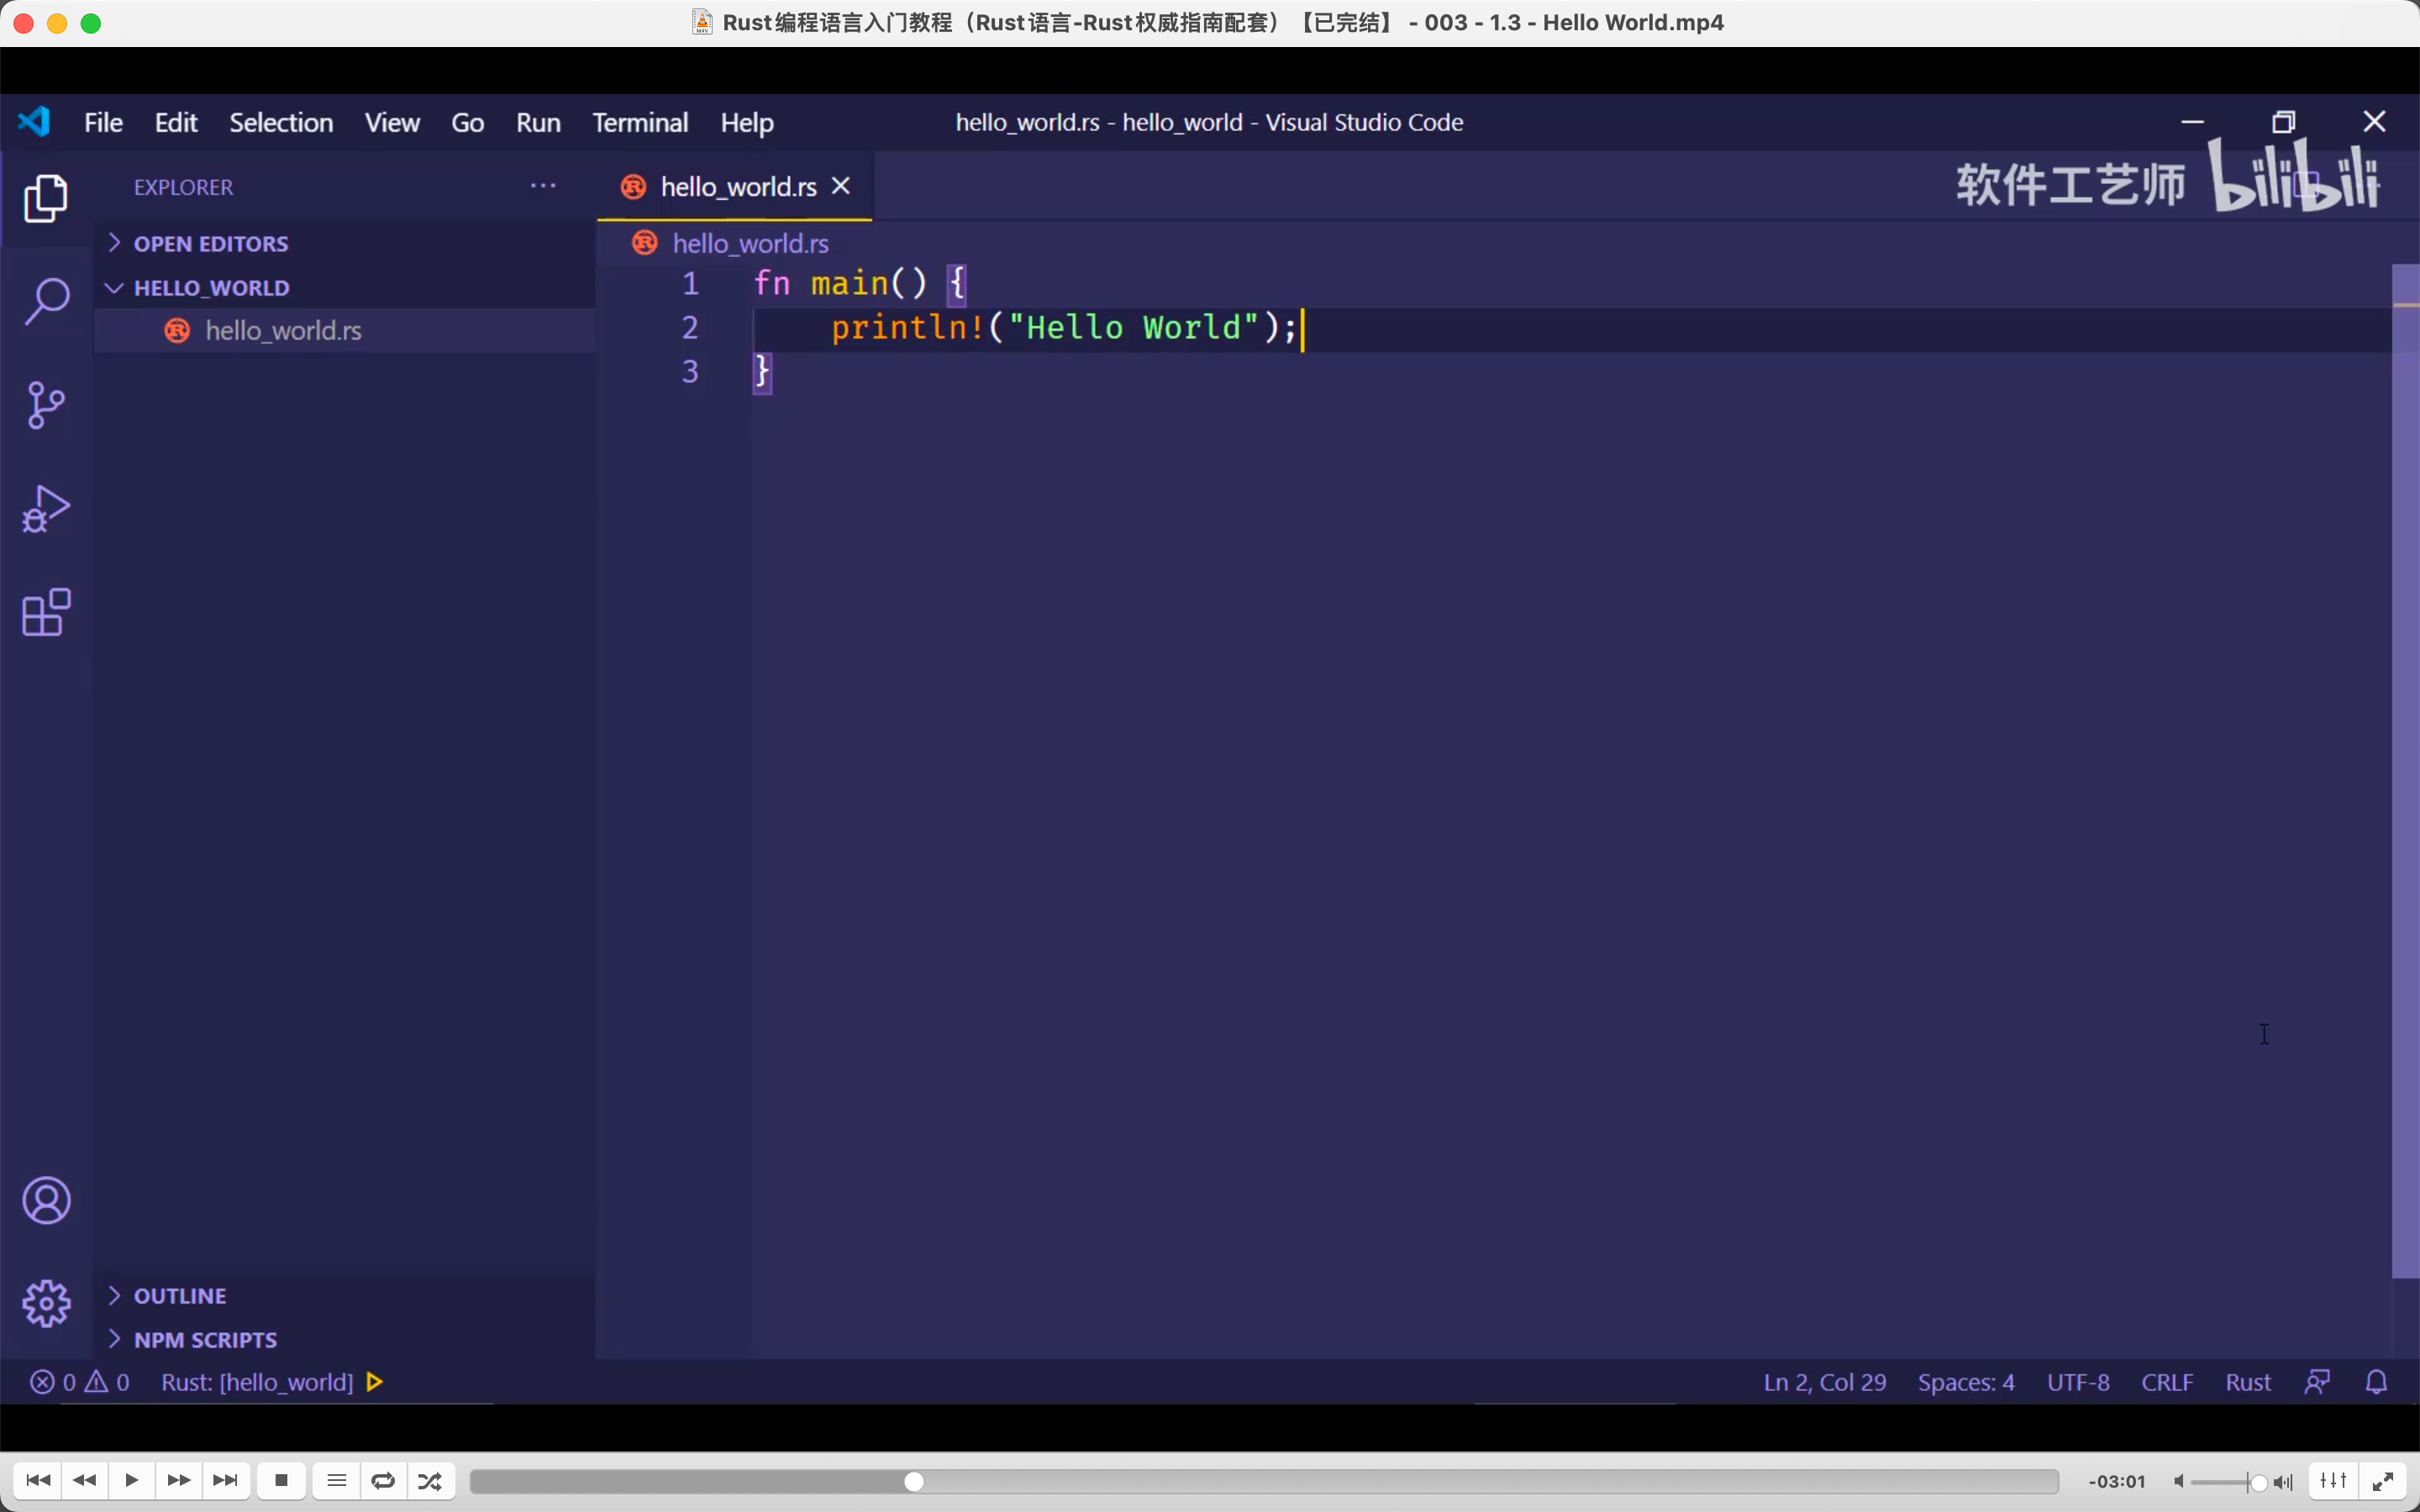 Rust编程语言入门教程（Rust语言-Rust权威指南配套）【已完结】 - 003 - 1.3 - Hello World.mp4
File Edit Selection View Go Run Terminal Help hello_world.rs - hello_world - Visual Studio Code
软件工艺师 bilibili
EXPLORER
hello_world.rs
OPEN EDITORS
HELLO_WORLD
hello_world.rs
hello_world.rs
1 fn main() {
2     println!("Hello World");
3 }
OUTLINE
NPM SCRIPTS
0 0 Rust: [hello_world] Ln 2, Col 29 Spaces: 4 UTF-8 CRLF Rust
-03:01